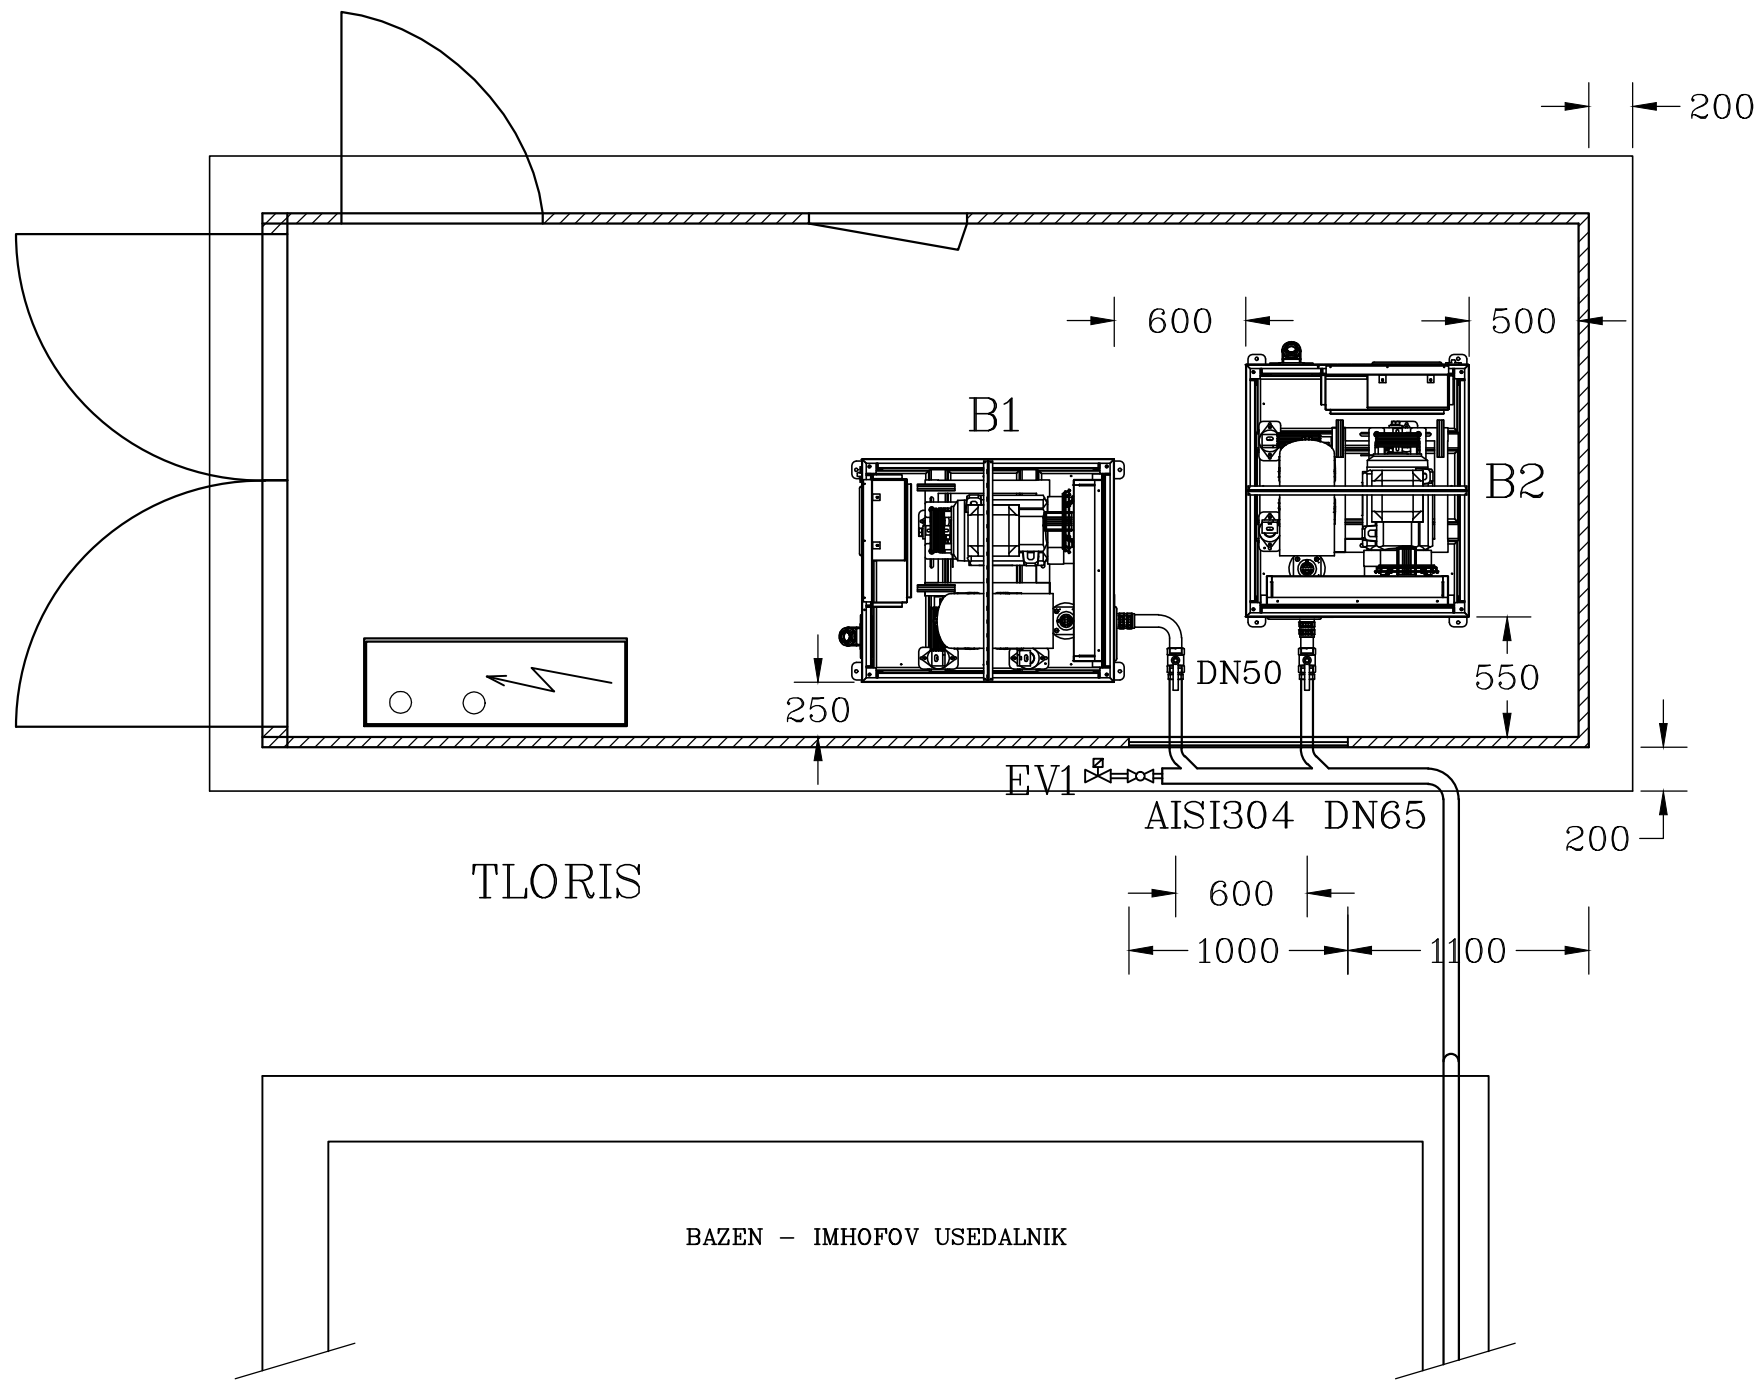 200
600
500
B1
B2
DN50
550
250
EV1
AISI304 DN65
200
TLORIS
600
1000
1100
BAZEN – IMHOFOV USEDALNIK